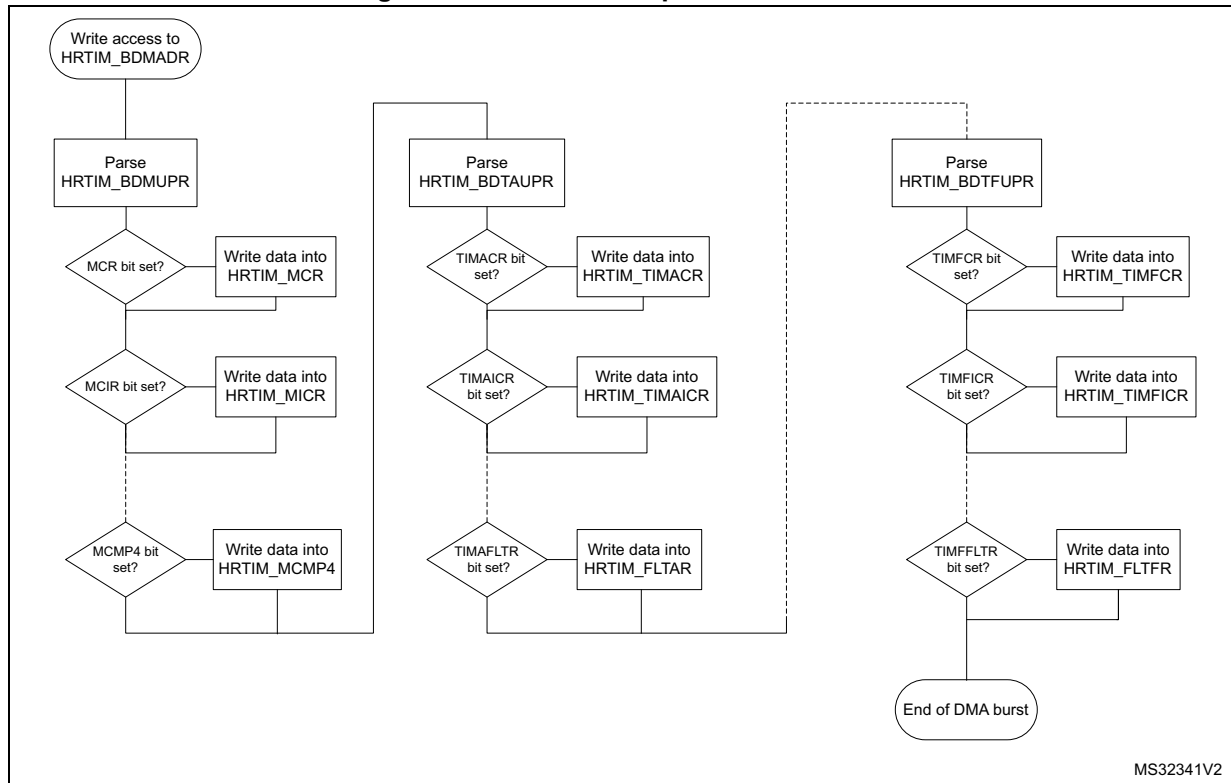 Write access to
HRTIM_BDMADR
Parse
HRTIM_BDMUPR
MCR bit set?
Write data into
HRTIM_MCR
MCIR bit set?
Write data into
HRTIM_MICR
MCMP4 bit
set?
Write data into
HRTIM_MCMP4
Parse
HRTIM_BDTAUPR
TIMACR bit
set?
Write data into
HRTIM_TIMACR
TIMAICR
bit set?
Write data into
HRTIM_TIMAICR
TIMAFLTR
bit set?
Write data into
HRTIM_FLTAR
Parse
HRTIM_BDTFUPR
TIMFCR bit
set?
Write data into
HRTIM_TIMFCR
TIMFICR
bit set?
Write data into
HRTIM_TIMFICR
TIMFFLTR
bit set?
Write data into
HRTIM_FLTFR
End of DMA burst
MS32341V2